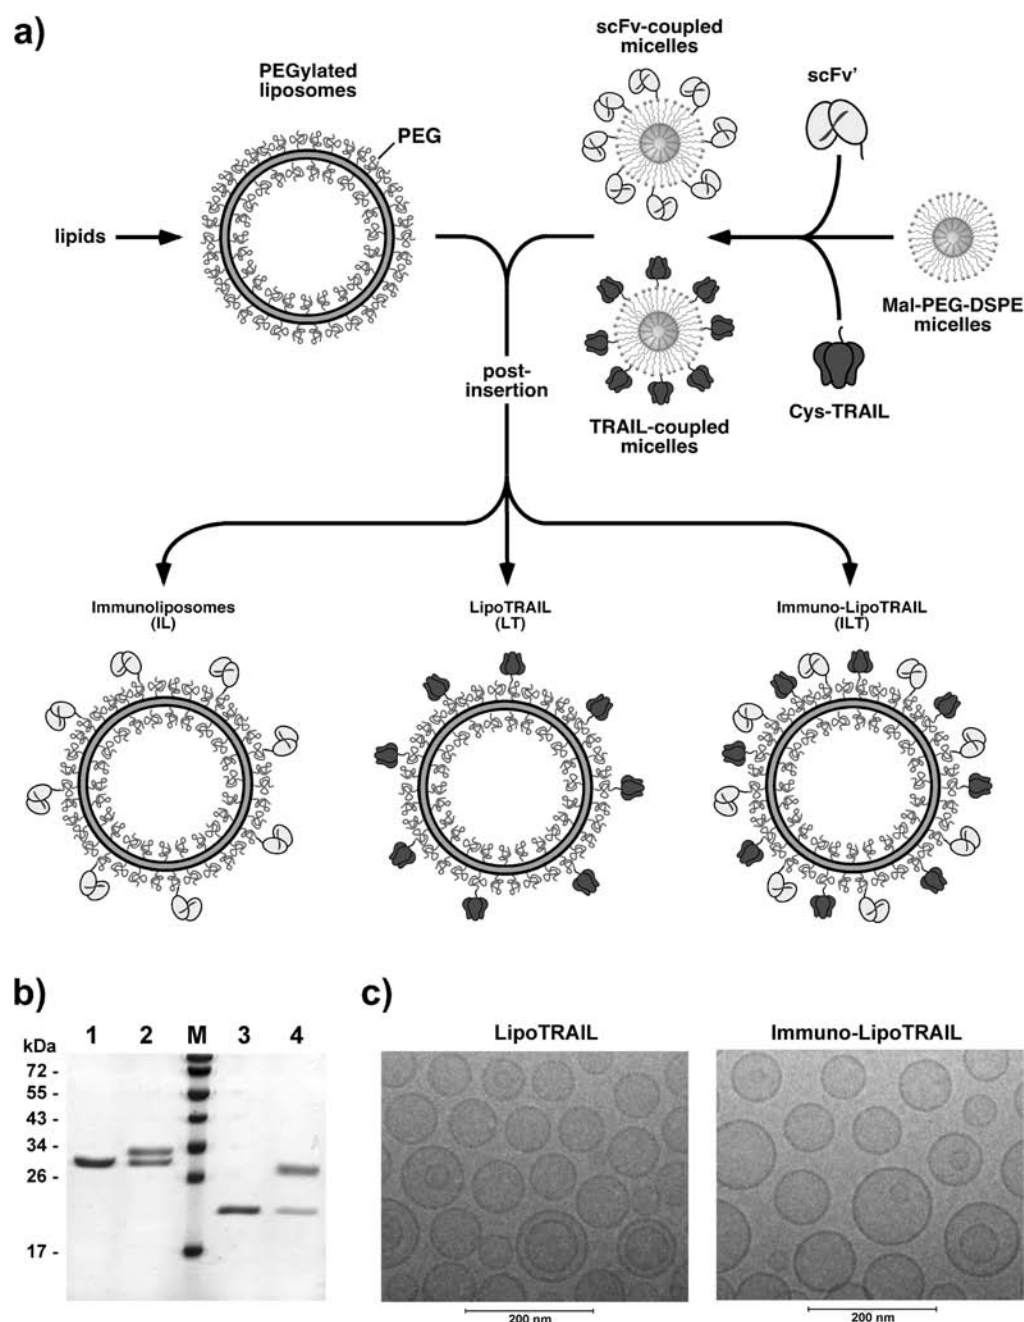 a)
PEGylated
liposomes
PEG
lipids
scFv-coupled
micelles
scFv'
Mal-PEG-DSPE
micelles
Cys-TRAIL
TRAIL-coupled
micelles
post-
insertion
Immunoliposomes
(IL)
LipoTRAIL
(LT)
Immuno-LipoTRAIL
(ILT)
b)
1 2 M 3 4
kDa
72 -
55 -
43 -
34 -
26 -
17 -
c)
LipoTRAIL
Immuno-LipoTRAIL
200 nm
200 nm